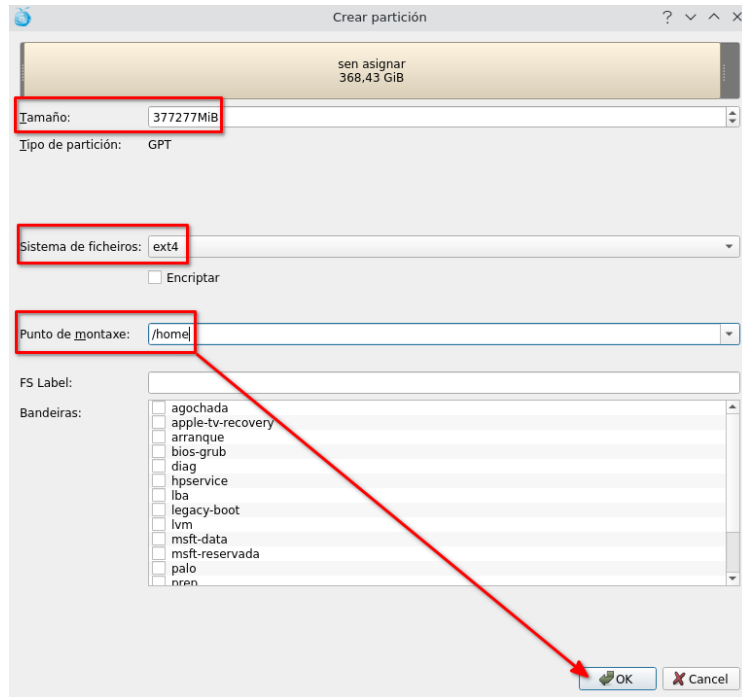 Crear partición
sen asignar
368,43 GiB
Tamaño: 377277MiB
Tipo de partición: GPT
Sistema de ficheiros: ext4
Encriptar
Punto de montaxe: /home
FS Label:
Bandeiras:
agochada
apple-tv-recovery
arranque
bios-grub
diag
hpservice
lba
legacy-boot
lvm
msft-data
msft-reservada
palo
prep
OK Cancel